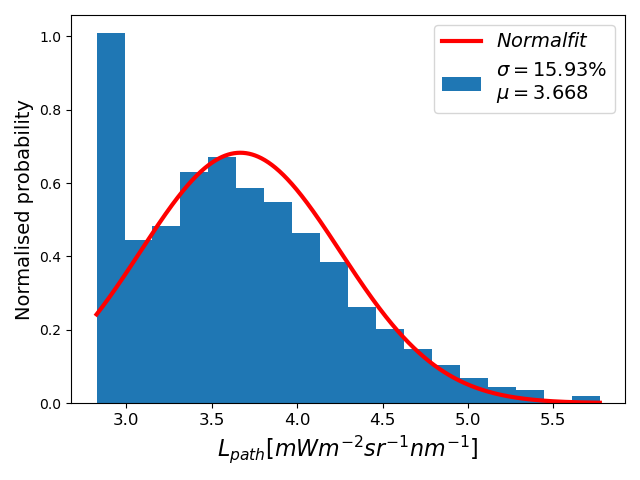 Normalfit
σ = 15.93%
μ = 3.668
Normalised probability
1.0
0.8
0.6
0.4
0.2
0.0
3.0 3.5 4.0 4.5 5.0 5.5
L_path[mWm⁻²sr⁻¹nm⁻¹]